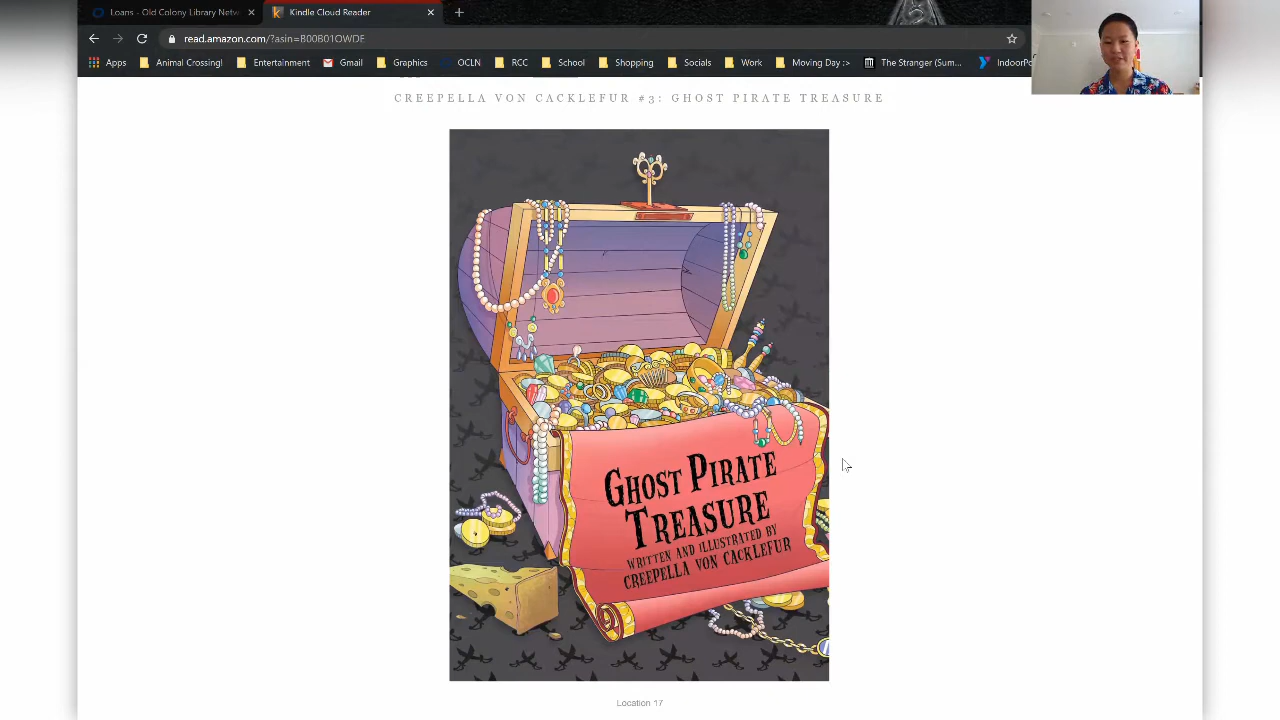 Loans - Old Colony Library Netw
Kindle Cloud Reader
read.amazon.com/?asin=B00B01OWDE
Apps Animal Crossing! Entertainment Gmail Graphics OCLN RCC School Shopping Socials Work Moving Day :> The Stranger (Sum... IndoorPo
CREEPELLA VON CACKLEFUR #3: GHOST PIRATE TREASURE
GHOST PIRATE
TREASURE
WRITTEN AND ILLUSTRATED BY
CREEPELLA VON CACKLEFUR
Location 17